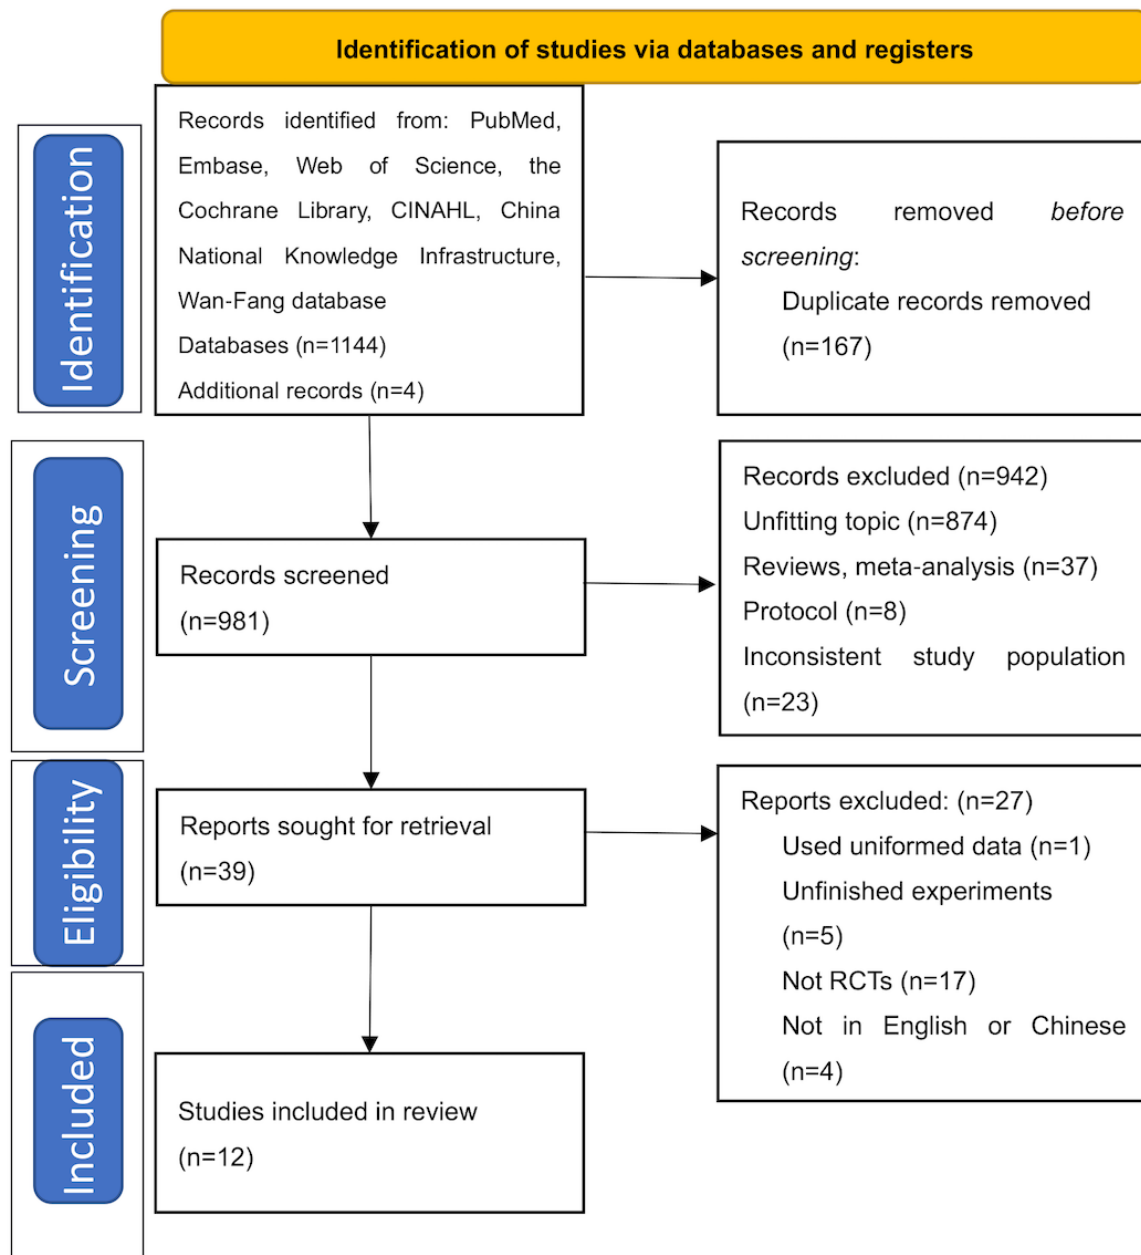 Identification of studies via databases and registers
Identification
Records identified from: PubMed,
Embase, Web of Science, the
Cochrane Library, CINAHL, China
National Knowledge Infrastructure,
Wan-Fang database
Databases (n=1144)
Additional records (n=4)
Records removed before
screening:
Duplicate records removed
(n=167)
Screening
Records screened
(n=981)
Records excluded (n=942)
Unfitting topic (n=874)
Reviews, meta-analysis (n=37)
Protocol (n=8)
Inconsistent study population
(n=23)
Eligibility
Reports sought for retrieval
(n=39)
Reports excluded: (n=27)
Used uniformed data (n=1)
Unfinished experiments
(n=5)
Not RCTs (n=17)
Not in English or Chinese
(n=4)
Included
Studies included in review
(n=12)